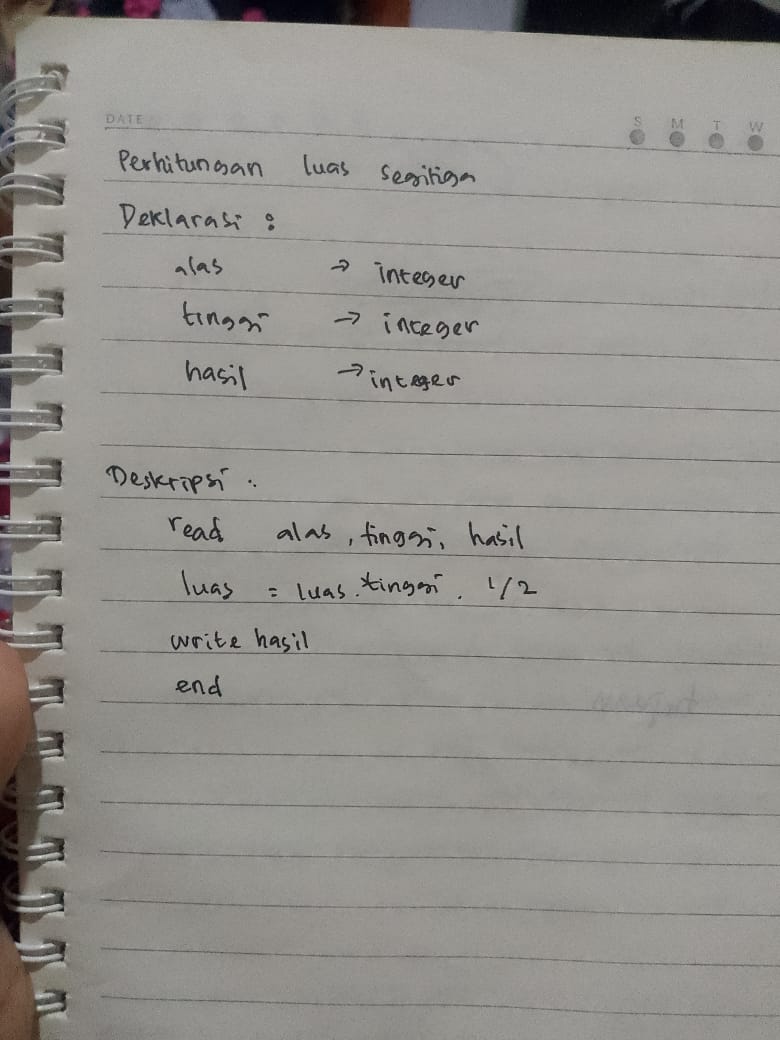 DATE
S M T W
Perhitungan luas segitiga
Deklarasi :
alas → integer
tinggi → integer
hasil → integer
Deskripsi :
read alas, tinggi, hasil
luas = luas . tinggi . 1/2
write hasil
end